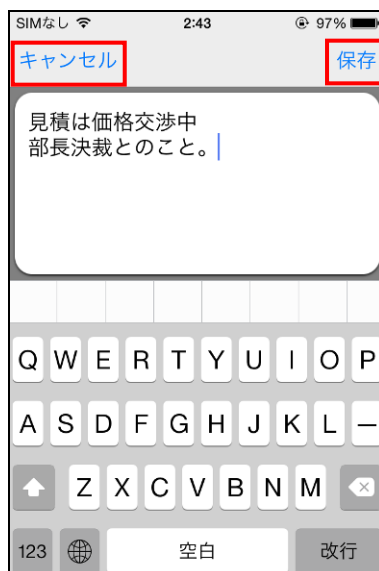 SIMなし 2:43 97%
キャンセル 保存
見積は価格交渉中
部長決裁とのこと。
Q W E R T Y U I O P
A S D F G H J K L ー
Z X C V B N M
123 空白 改行